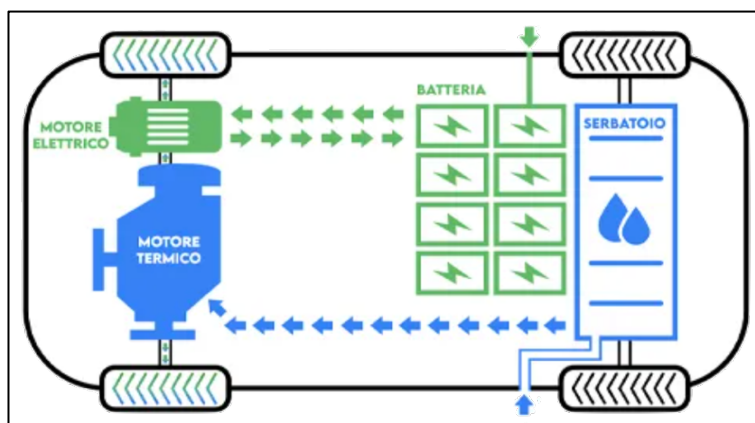 BATTERIA
MOTORE
ELETTRICO
SERBATOIO
MOTORE
TERMICO